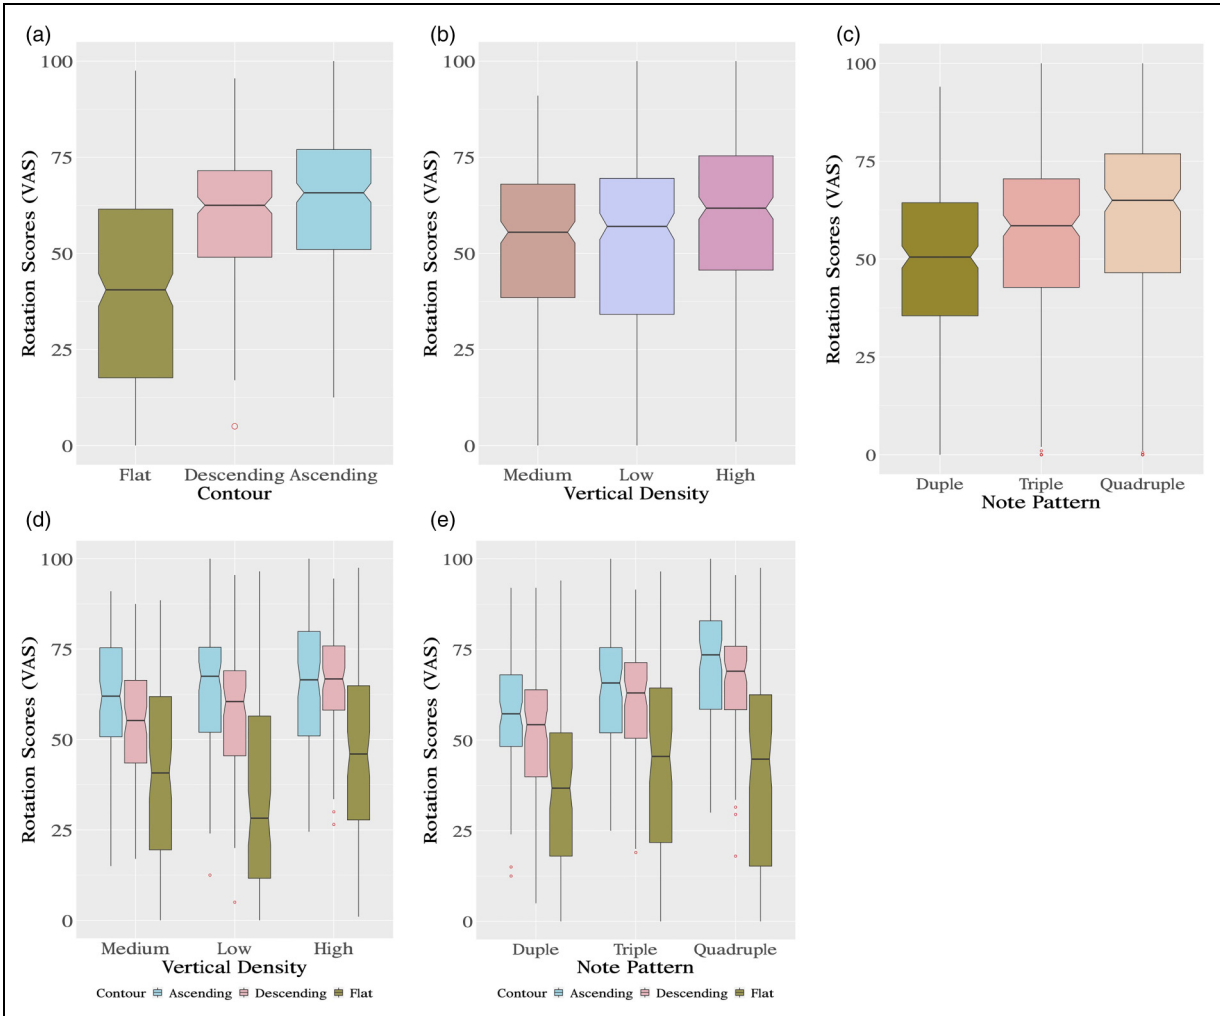 (a)
100
75
50
25
0
Rotation Scores (VAS)
Flat Descending Ascending
Contour
(b)
100
75
50
25
0
Rotation Scores (VAS)
Medium Low High
Vertical Density
(c)
100
75
50
25
0
Rotation Scores (VAS)
Duple Triple Quadruple
Note Pattern
(d)
100
75
50
25
0
Rotation Scores (VAS)
Medium Low High
Vertical Density
Contour Ascending Descending Flat
(e)
100
75
50
25
0
Rotation Scores (VAS)
Duple Triple Quadruple
Note Pattern
Contour Ascending Descending Flat